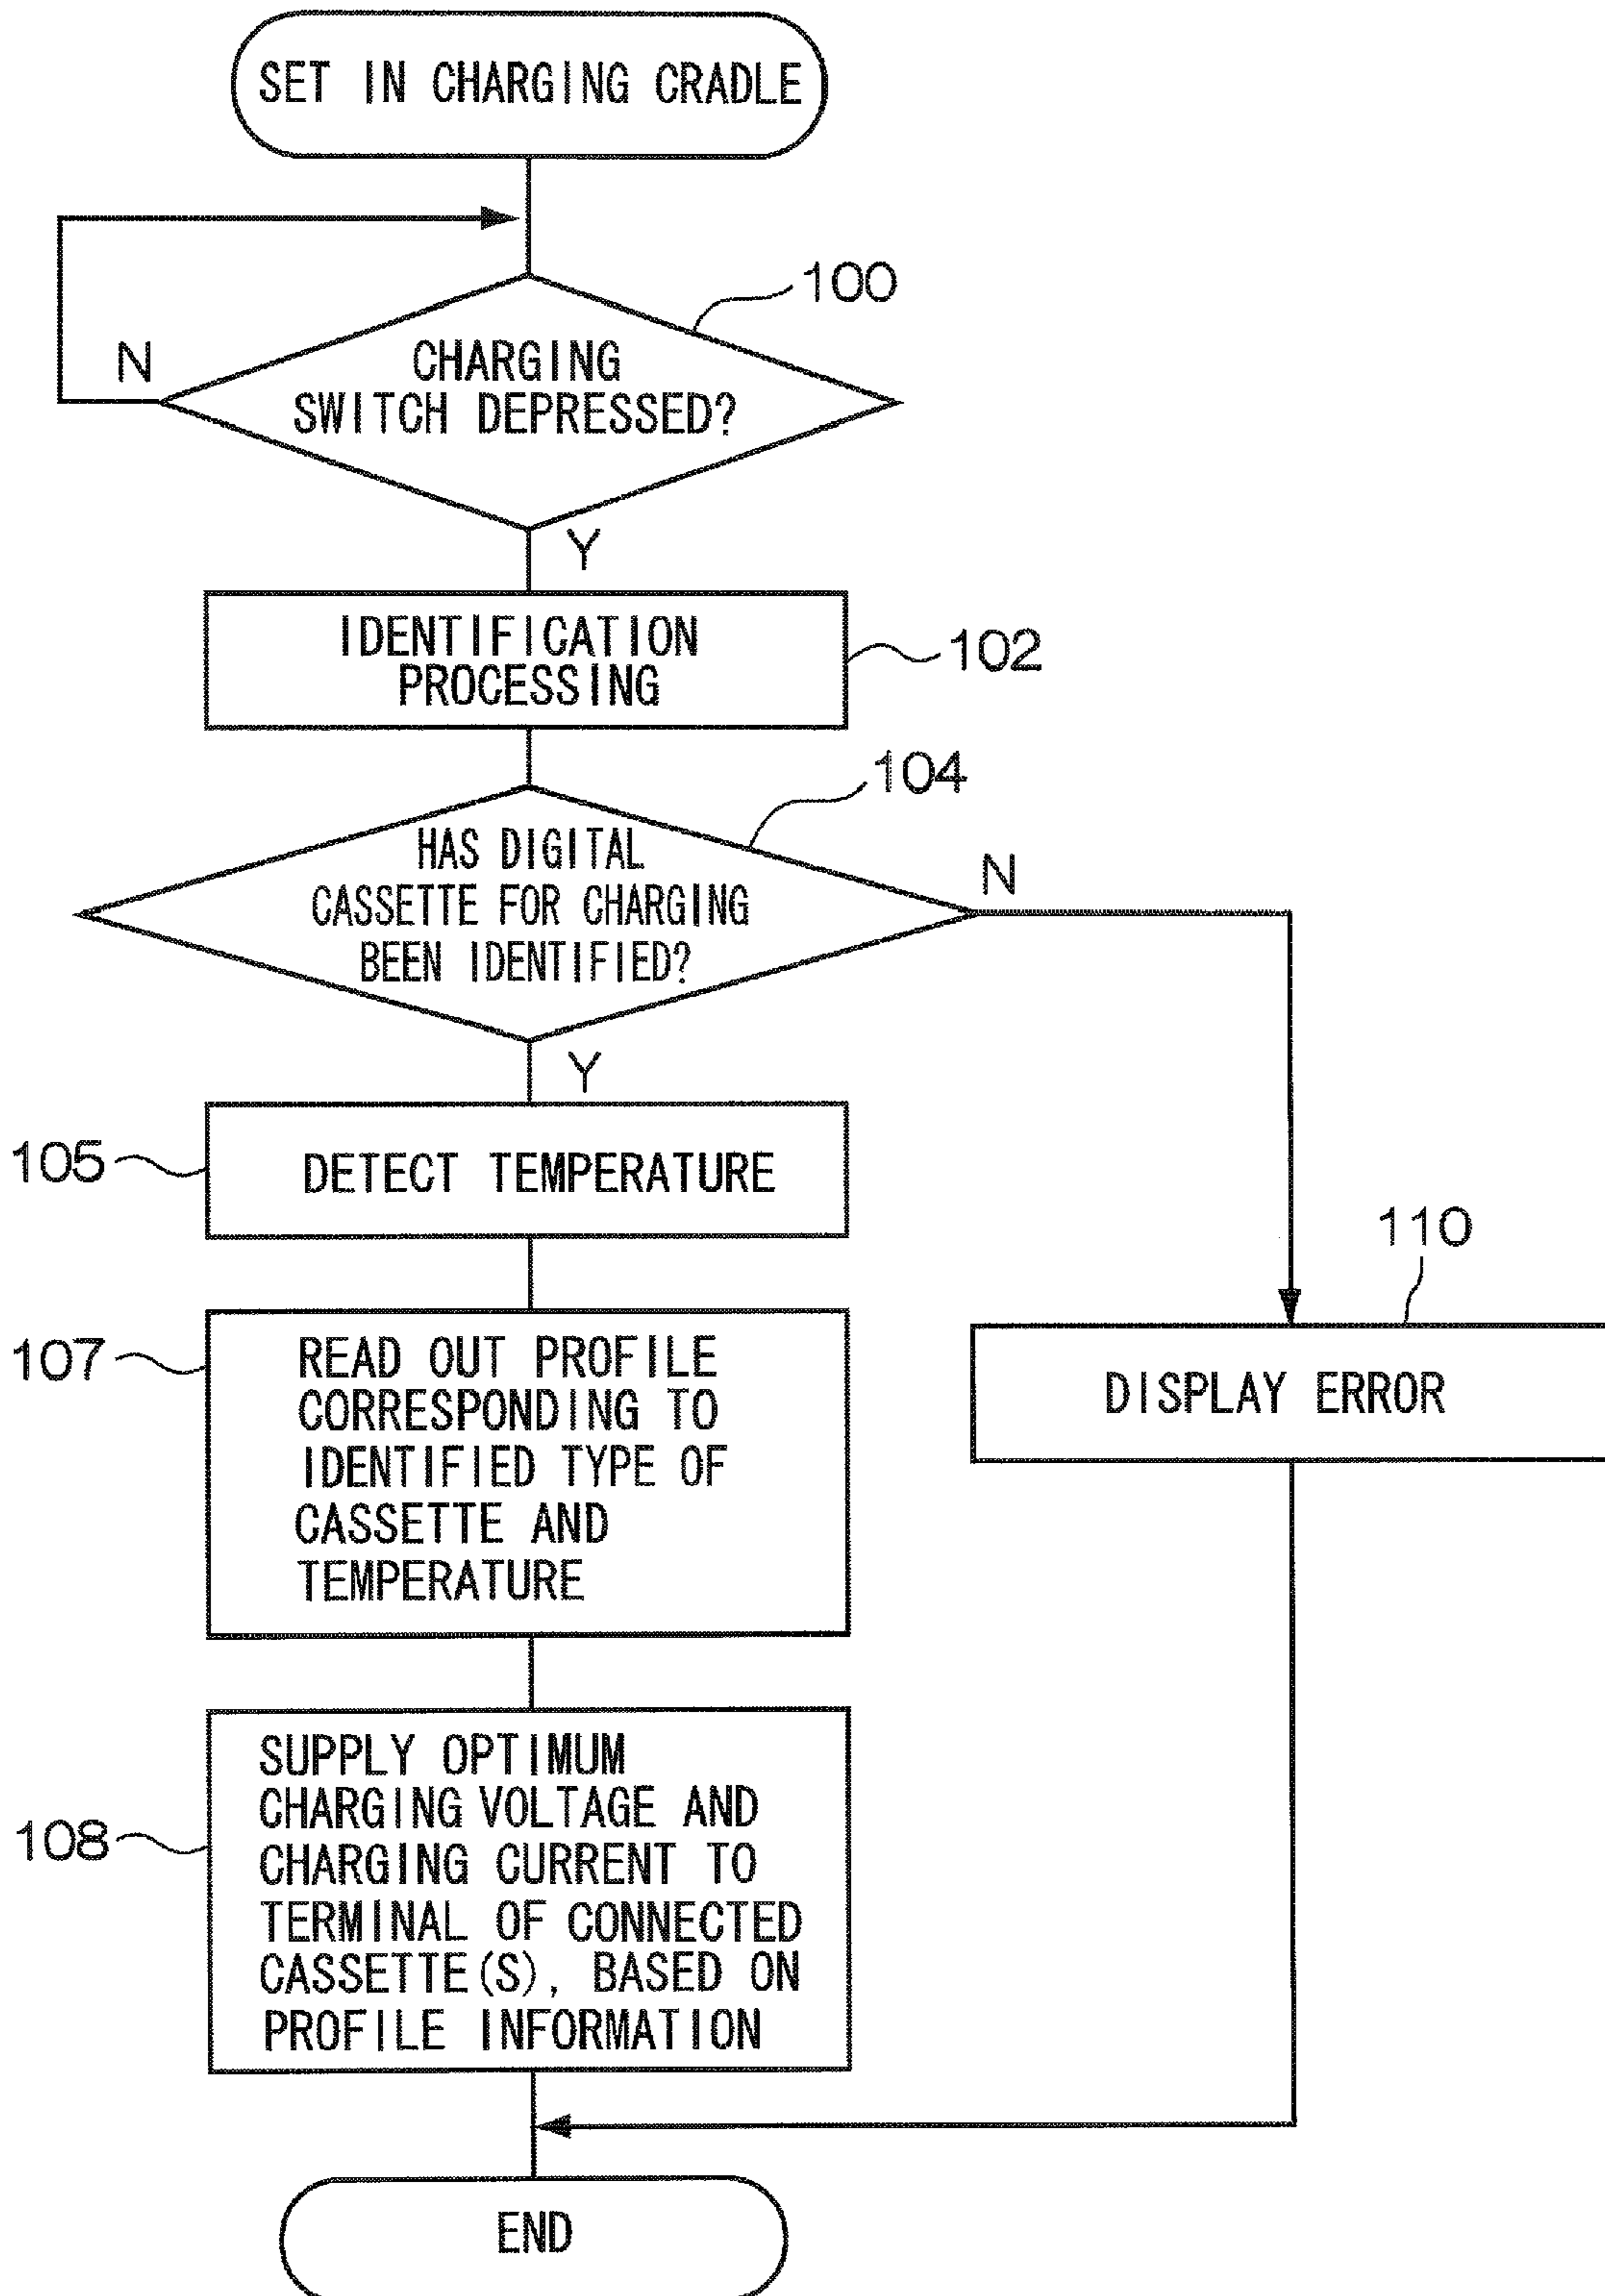 SET IN CHARGING CRADLE
100
N
CHARGING
SWITCH DEPRESSED?
Y
IDENTIFICATION
PROCESSING
102
104
HAS DIGITAL
CASSETTE FOR CHARGING
BEEN IDENTIFIED?
N
Y
105
DETECT TEMPERATURE
110
DISPLAY ERROR
107
READ OUT PROFILE
CORRESPONDING TO
IDENTIFIED TYPE OF
CASSETTE AND
TEMPERATURE
108
SUPPLY OPTIMUM
CHARGING VOLTAGE AND
CHARGING CURRENT TO
TERMINAL OF CONNECTED
CASSETTE(S), BASED ON
PROFILE INFORMATION
END